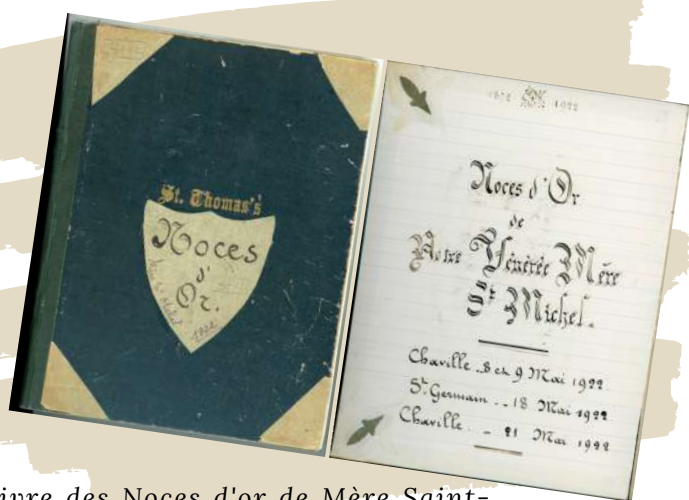 St. Thomas's
Noces
d'
Or.
1922
1872 1922
Noces d'Or
de
Notre Vénérée Mère
St Michel.
Chaville 8 et 9 Mai 1922
St Germain .. 18 Mai 1922
Chaville .. 21 Mai 1922
ivre des Noces d'or de Mère Saint-